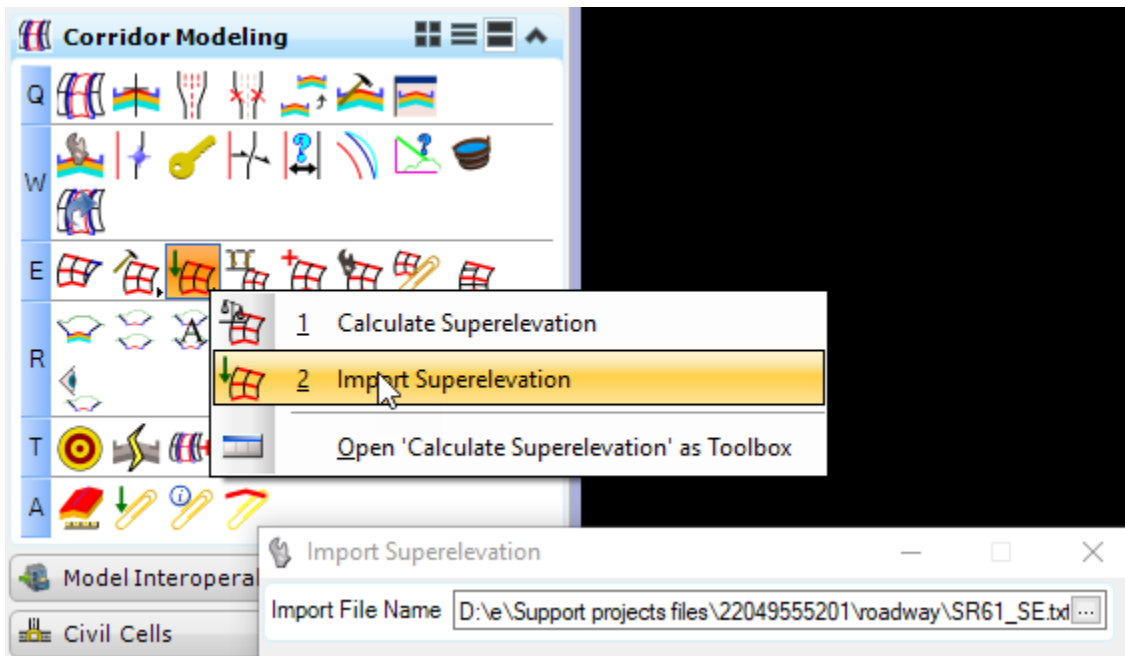 Corridor Modeling
Q
W
E
1 Calculate Superelevation
2 Import Superelevation
R
Open 'Calculate Superelevation' as Toolbox
T
A
Import Superelevation
Model Interopera
Import File Name D:\e\Support projects files\22049555201\roadway\SR61_SE.txt ...
Civil Cells